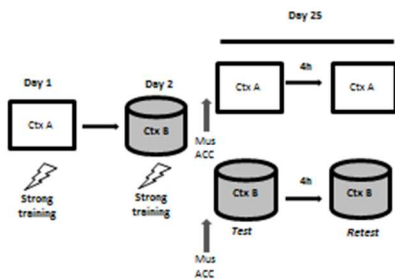 Day 25
Day 1
Day 2
4h
Ctx A
Ctx A
Ctx A
Ctx B
Mus
ACC
Strong
training
Strong
training
4h
Ctx B
Ctx B
Test
Retest
Mus
ACC